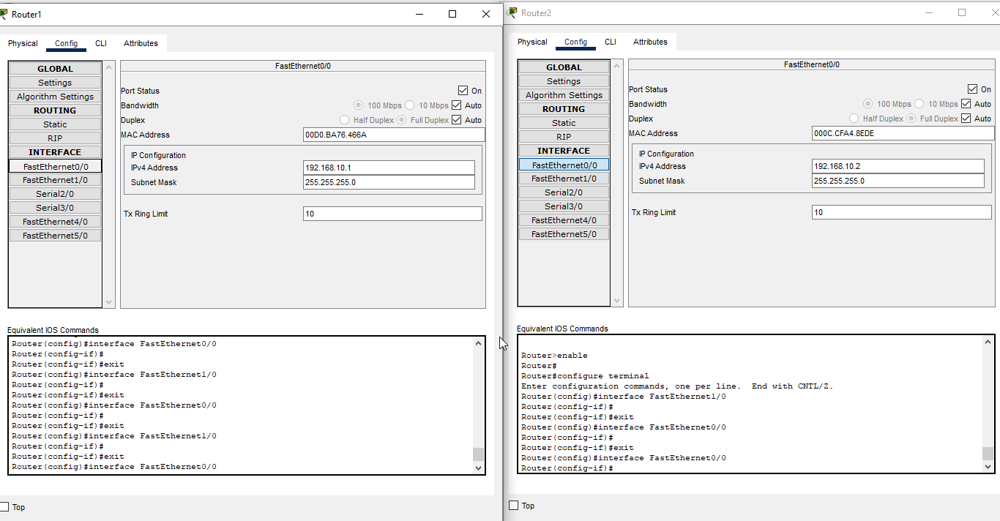 Router1
Physical Config CLI Attributes
GLOBAL
Settings
Algorithm Settings
ROUTING
Static
RIP
INTERFACE
FastEthernet0/0
FastEthernet1/0
Serial2/0
Serial3/0
FastEthernet4/0
FastEthernet5/0
FastEthernet0/0
Port Status On
Bandwidth 100 Mbps 10 Mbps Auto
Duplex Half Duplex Full Duplex Auto
MAC Address 00D0.BA76.466A
IP Configuration
IPv4 Address 192.168.10.1
Subnet Mask 255.255.255.0
Tx Ring Limit 10
Equivalent IOS Commands
Router(config)#interface FastEthernet0/0
Router(config-if)#
Router(config-if)#exit
Router(config)#interface FastEthernet1/0
Router(config-if)#
Router(config-if)#exit
Router(config)#interface FastEthernet0/0
Router(config-if)#
Router(config-if)#exit
Router(config)#interface FastEthernet1/0
Router(config-if)#
Router(config-if)#exit
Router(config)#interface FastEthernet0/0
Top
Router2
Physical Config CLI Attributes
GLOBAL
Settings
Algorithm Settings
ROUTING
Static
RIP
INTERFACE
FastEthernet0/0
FastEthernet1/0
Serial2/0
Serial3/0
FastEthernet4/0
FastEthernet5/0
FastEthernet0/0
Port Status On
Bandwidth 100 Mbps 10 Mbps Auto
Duplex Half Duplex Full Duplex Auto
MAC Address 000C.CFA4.8EDE
IP Configuration
IPv4 Address 192.168.10.2
Subnet Mask 255.255.255.0
Tx Ring Limit 10
Equivalent IOS Commands
Router>enable
Router#
Router#configure terminal
Enter configuration commands, one per line.  End with CNTL/Z.
Router(config)#interface FastEthernet1/0
Router(config-if)#
Router(config-if)#exit
Router(config)#interface FastEthernet0/0
Router(config-if)#
Router(config-if)#exit
Router(config)#interface FastEthernet0/0
Router(config-if)#
Top